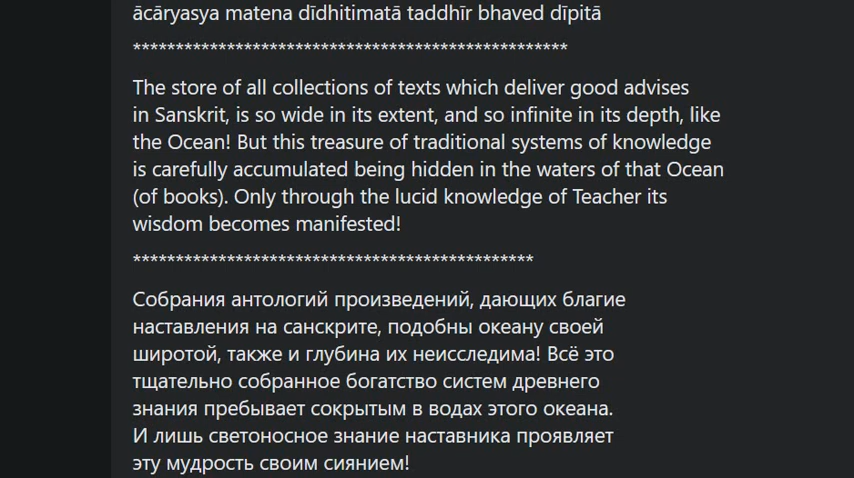 ācāryasya matena dīdhitimatā taddhīr bhaved dīpitā
***************************************************
The store of all collections of texts which deliver good advises
in Sanskrit, is so wide in its extent, and so infinite in its depth, like
the Ocean! But this treasure of traditional systems of knowledge
is carefully accumulated being hidden in the waters of that Ocean
(of books). Only through the lucid knowledge of Teacher its
wisdom becomes manifested!
***********************************************
Собрания антологий произведений, дающих благие
наставления на санскрите, подобны океану своей
широтой, также и глубина их неисследима! Всё это
тщательно собранное богатство систем древнего
знания пребывает сокрытым в водах этого океана.
И лишь светоносное знание наставника проявляет
эту мудрость своим сиянием!